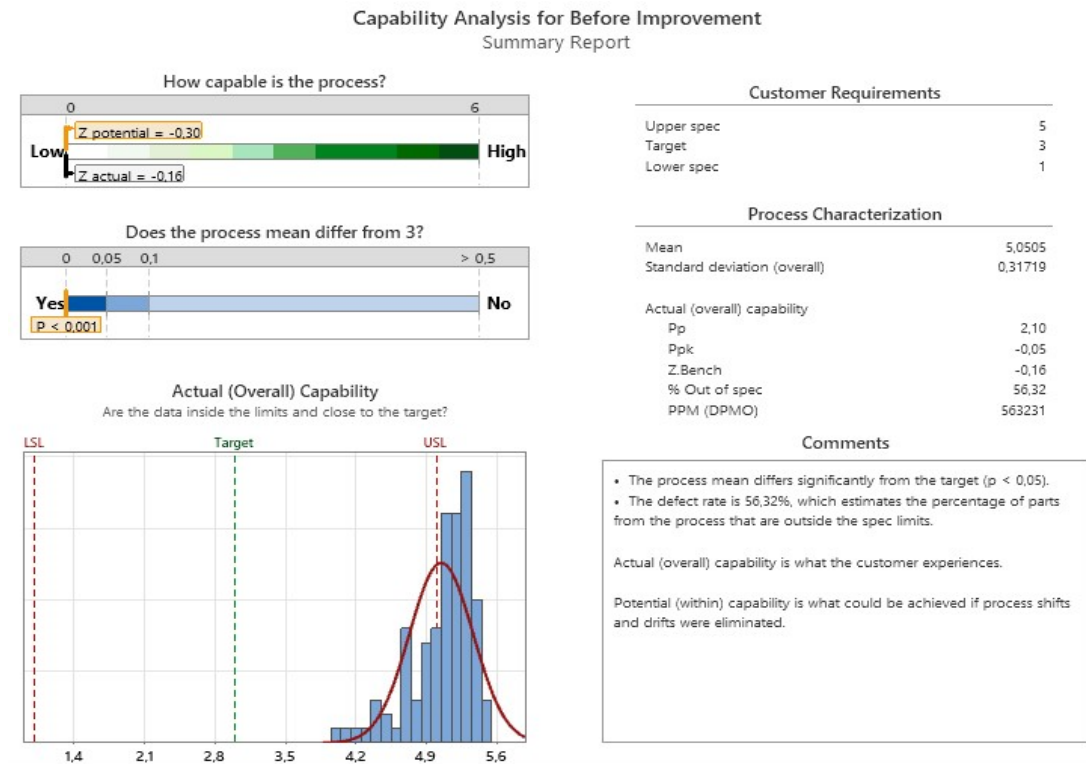 Capability Analysis for Before Improvement
Summary Report
How capable is the process?
0 6
Z potential = -0,30
Low High
Z actual = -0,16
Does the process mean differ from 3?
0 0,05 0,1 > 0,5
Yes No
P < 0,001
Actual (Overall) Capability
Are the data inside the limits and close to the target?
LSL Target USL
1,4 2,1 2,8 3,5 4,2 4,9 5,6
Customer Requirements
Upper spec 5
Target 3
Lower spec 1
Process Characterization
Mean 5,0505
Standard deviation (overall) 0,31719
Actual (overall) capability
Pp 2,10
Ppk -0,05
Z.Bench -0,16
% Out of spec 56,32
PPM (DPMO) 563231
Comments
• The process mean differs significantly from the target (p < 0,05).
• The defect rate is 56,32%, which estimates the percentage of parts
from the process that are outside the spec limits.
Actual (overall) capability is what the customer experiences.
Potential (within) capability is what could be achieved if process shifts
and drifts were eliminated.